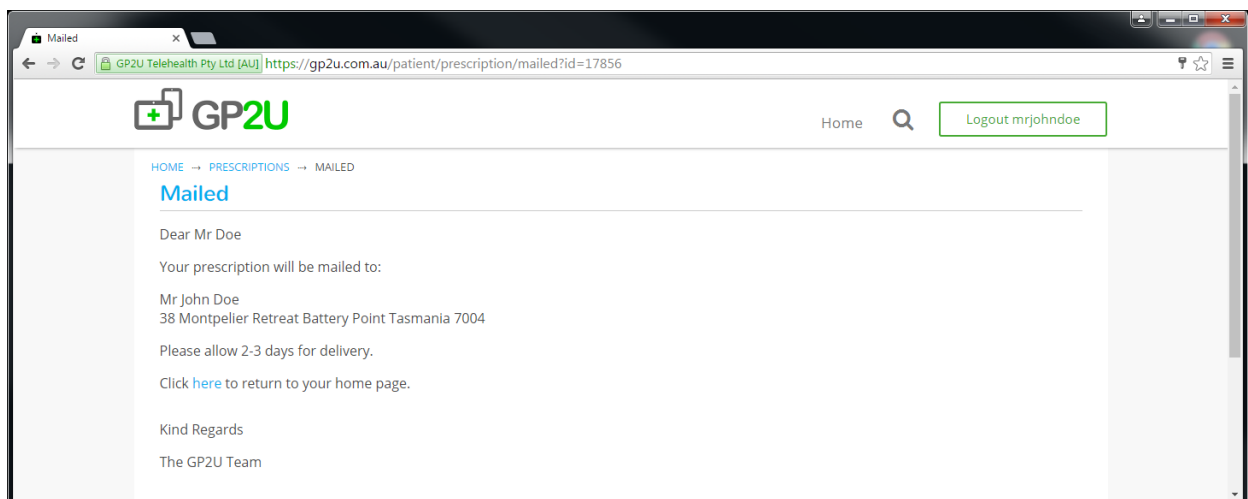 Mailed
GP2U Telehealth Pty Ltd [AU] https://gp2u.com.au/patient/prescription/mailed?id=17856
GP2U
Home
Logout mrjohndoe
HOME → PRESCRIPTIONS → MAILED
Mailed
Dear Mr Doe
Your prescription will be mailed to:
Mr John Doe
38 Montpelier Retreat Battery Point Tasmania 7004
Please allow 2-3 days for delivery.
Click here to return to your home page.
Kind Regards
The GP2U Team